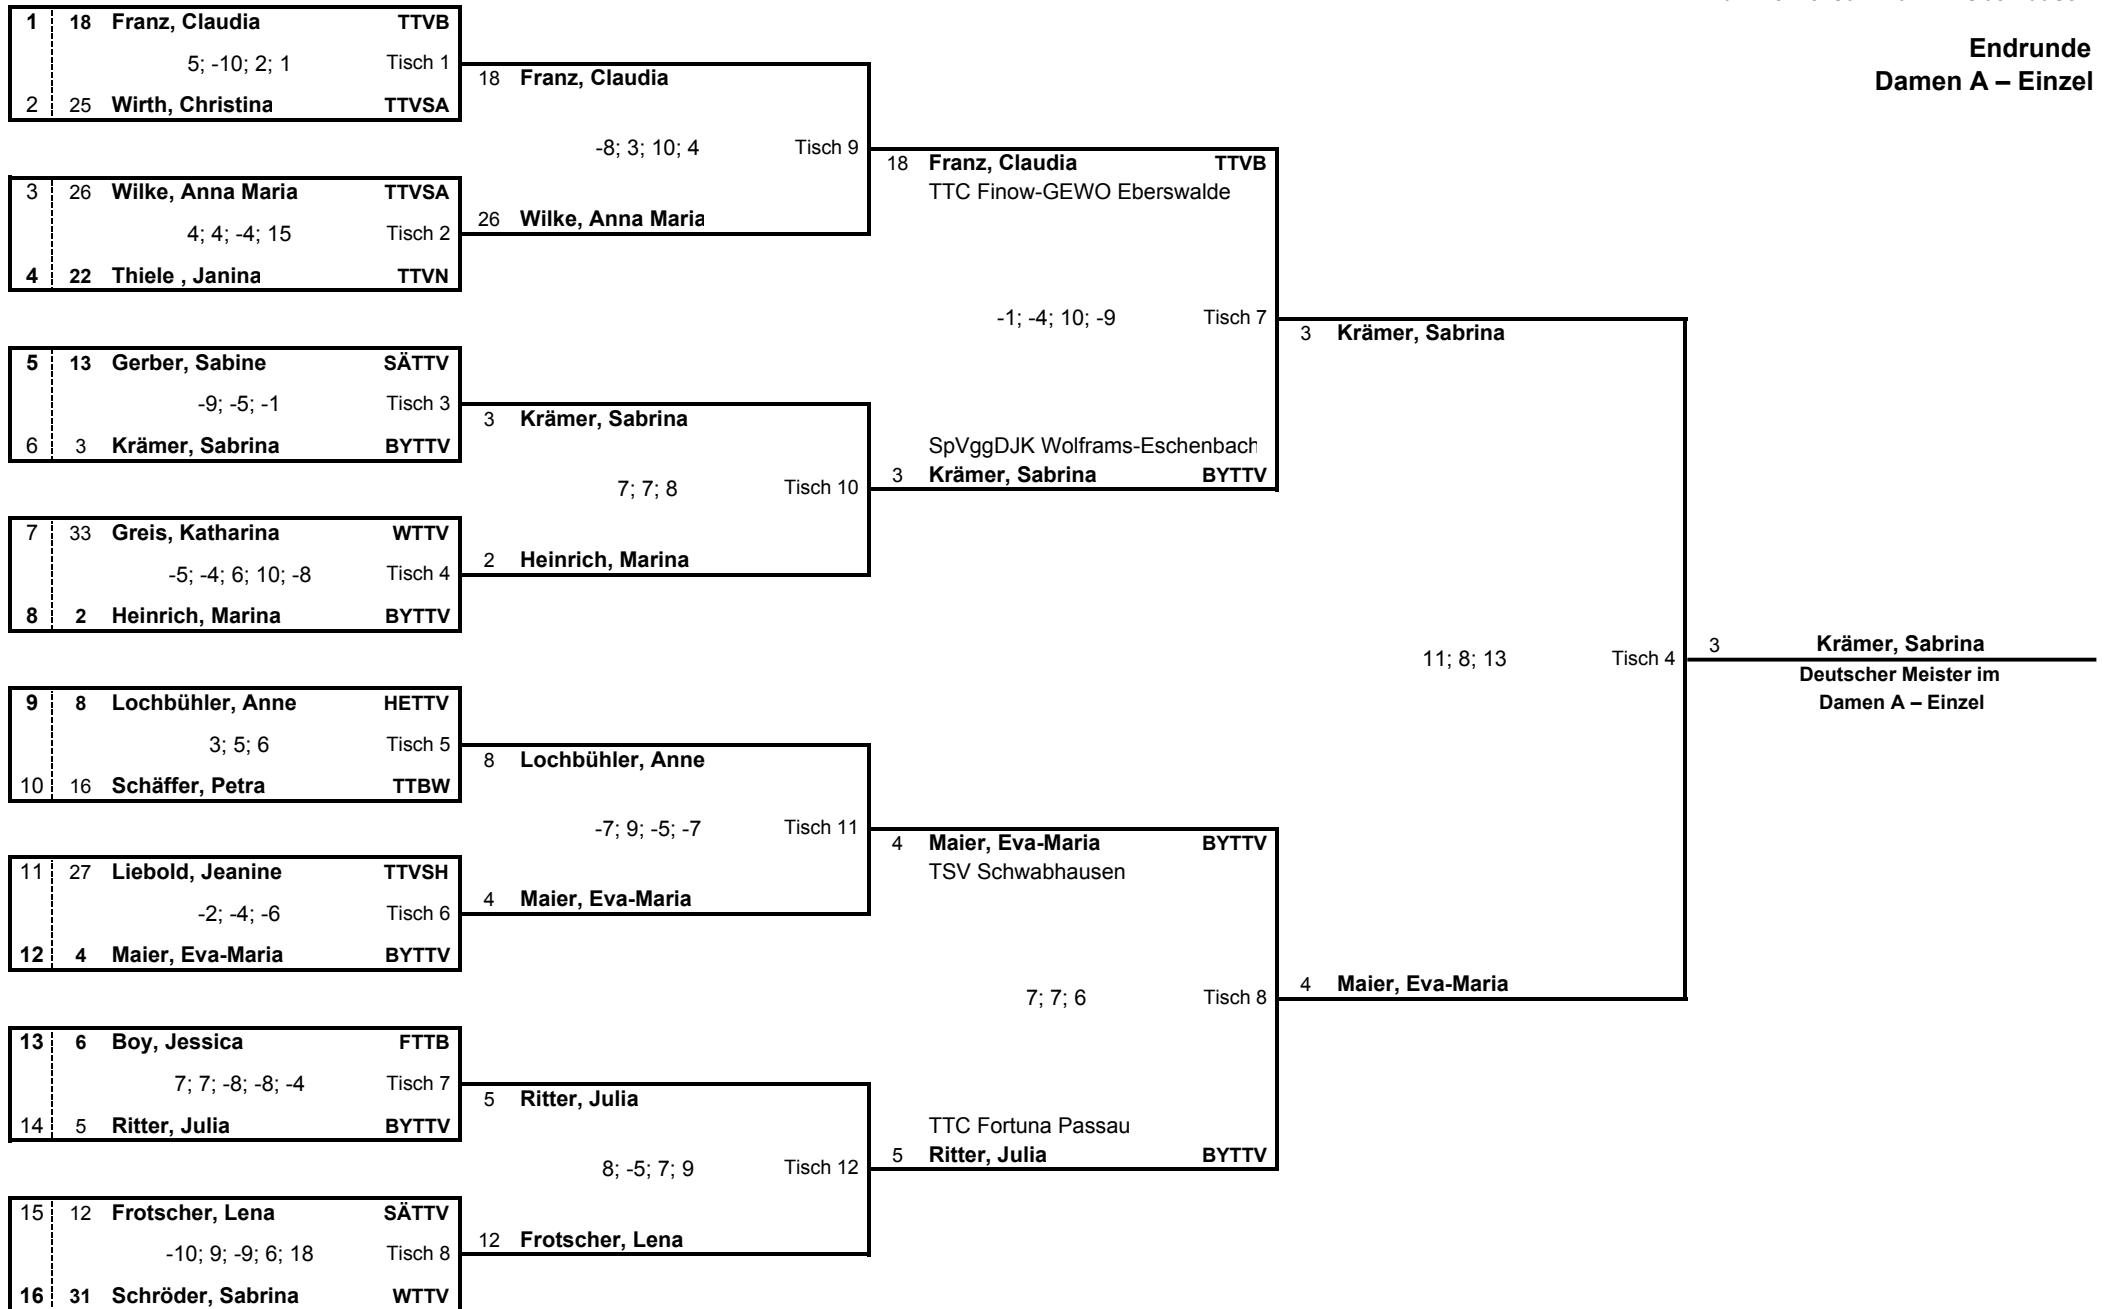 Endrunde
Damen A – Einzel
1 18 Franz, Claudia TTVB
5; -10; 2; 1 Tisch 1
2 25 Wirth, Christina TTVSA
3 26 Wilke, Anna Maria TTVSA
4; 4; -4; 15 Tisch 2
4 22 Thiele , Janina TTVN
5 13 Gerber, Sabine SÄTTV
-9; -5; -1 Tisch 3
6 3 Krämer, Sabrina BYTTV
7 33 Greis, Katharina WTTV
-5; -4; 6; 10; -8 Tisch 4
8 2 Heinrich, Marina BYTTV
9 8 Lochbühler, Anne HETTV
3; 5; 6 Tisch 5
10 16 Schäffer, Petra TTBW
11 27 Liebold, Jeanine TTVSH
-2; -4; -6 Tisch 6
12 4 Maier, Eva-Maria BYTTV
13 6 Boy, Jessica FTTB
7; 7; -8; -8; -4 Tisch 7
14 5 Ritter, Julia BYTTV
15 12 Frotscher, Lena SÄTTV
-10; 9; -9; 6; 18 Tisch 8
16 31 Schröder, Sabrina WTTV
18 Franz, Claudia
-8; 3; 10; 4 Tisch 9
26 Wilke, Anna Maria
3 Krämer, Sabrina
7; 7; 8 Tisch 10
2 Heinrich, Marina
8 Lochbühler, Anne
-7; 9; -5; -7 Tisch 11
4 Maier, Eva-Maria
5 Ritter, Julia
8; -5; 7; 9 Tisch 12
12 Frotscher, Lena
18 Franz, Claudia TTVB
TTC Finow-GEWO Eberswalde
-1; -4; 10; -9 Tisch 7
SpVggDJK Wolframs-Eschenbach
3 Krämer, Sabrina BYTTV
4 Maier, Eva-Maria BYTTV
TSV Schwabhausen
7; 7; 6 Tisch 8
TTC Fortuna Passau
5 Ritter, Julia BYTTV
3 Krämer, Sabrina
11; 8; 13 Tisch 4
4 Maier, Eva-Maria
3 Krämer, Sabrina
Deutscher Meister im
Damen A – Einzel